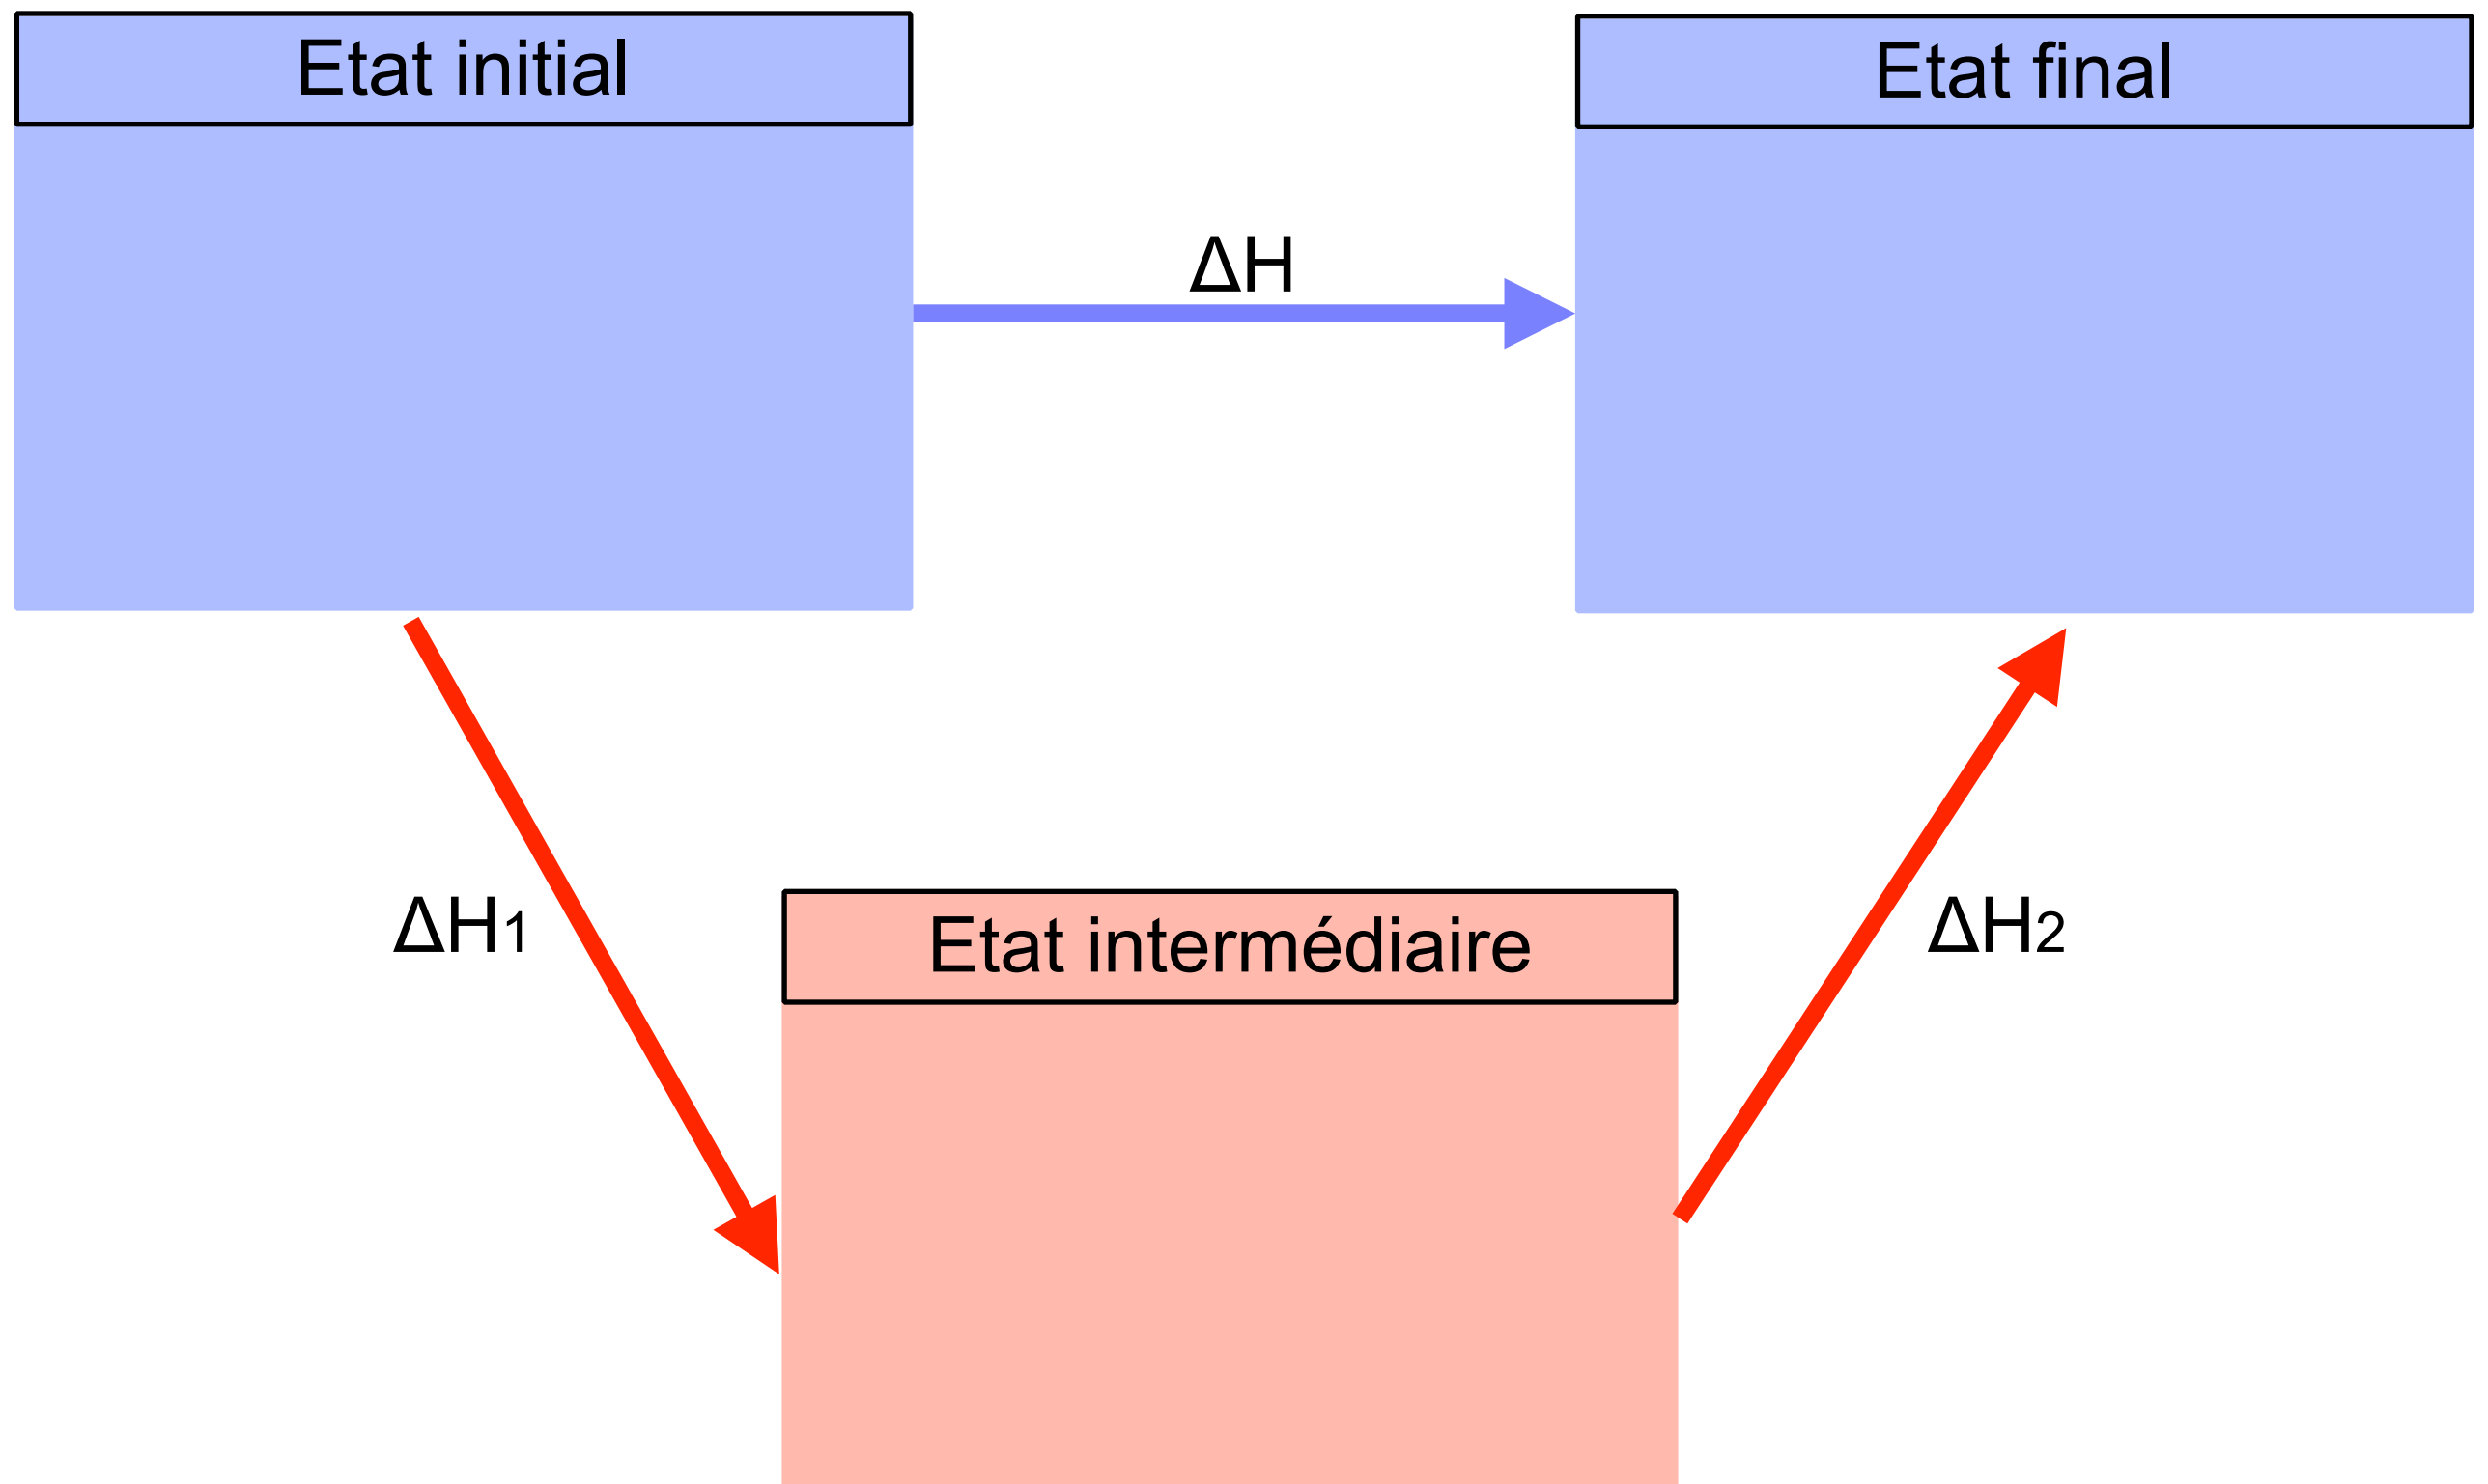 Etat initial
Etat final
ΔH
ΔH1
Etat intermédiaire
ΔH2